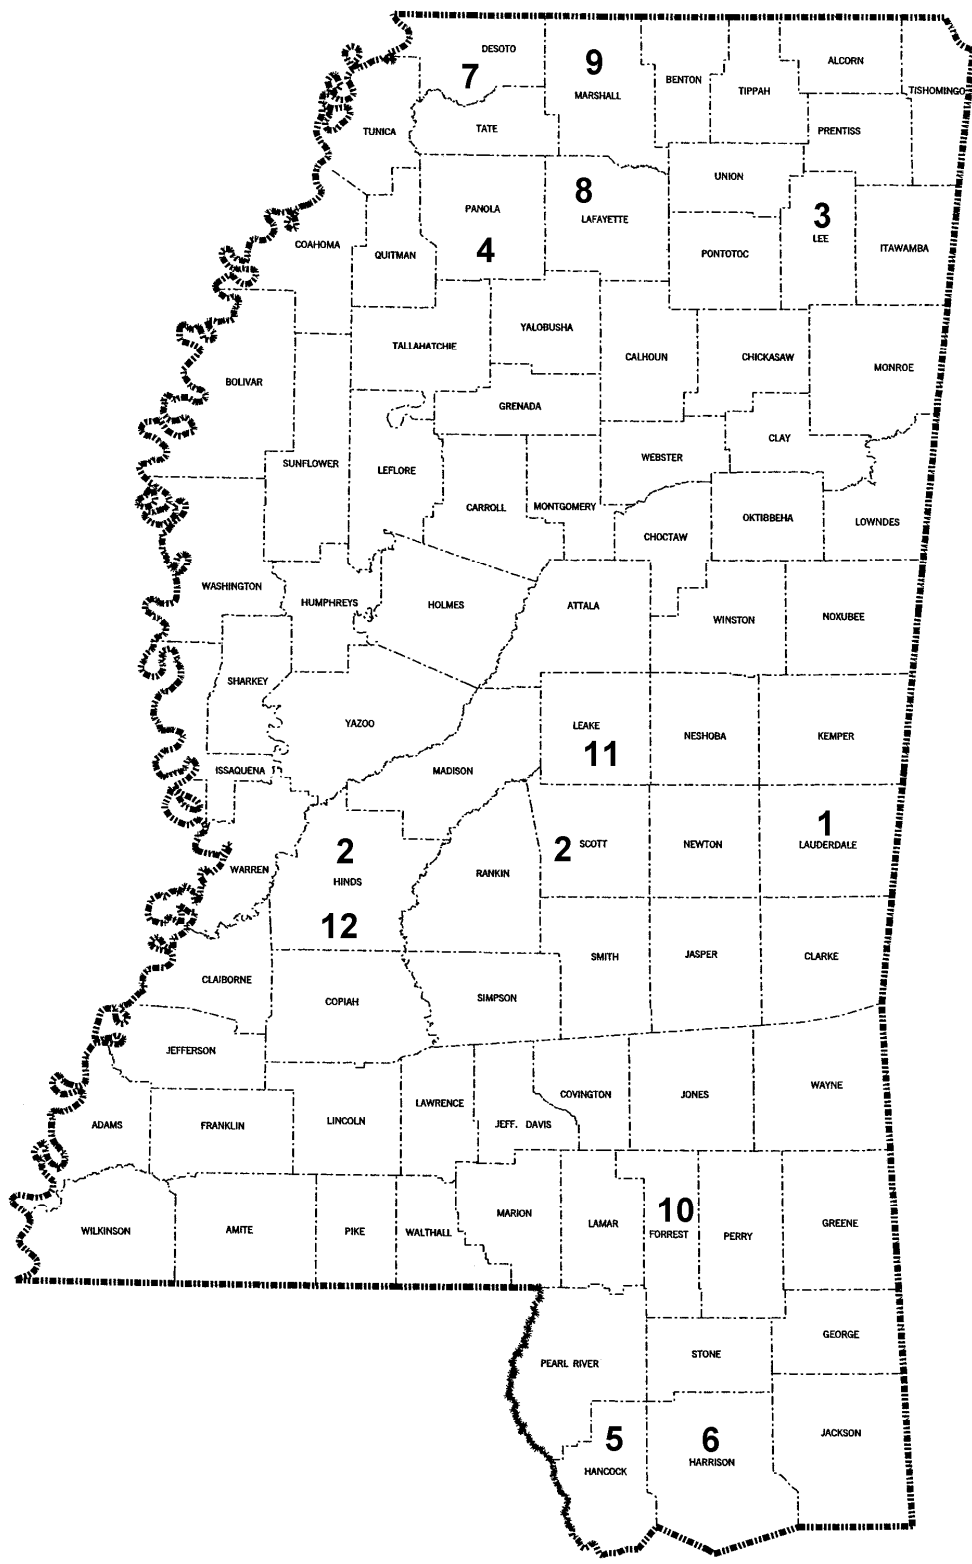 DESOTO
7
9
MARSHALL
BENTON
TIPPAH
ALCORN
TISHOMINGO
TUNICA
TATE
PRENTISS
UNION
8
LAFAYETTE
PANOLA
4
3
LEE
COAHOMA
QUITMAN
PONTOTOC
ITAWAMBA
TALLAHATCHIE
YALOBUSHA
CALHOUN
CHICKASAW
MONROE
BOLIVAR
GRENADA
CLAY
SUNFLOWER
LEFLORE
WEBSTER
CARROLL
MONTGOMERY
CHOCTAW
OKTIBBEHA
LOWNDES
WASHINGTON
HUMPHREYS
HOLMES
ATTALA
WINSTON
NOXUBEE
SHARKEY
YAZOO
LEAKE
11
NESHOBA
KEMPER
ISSAQUENA
MADISON
WARREN
2
HINDS
12
RANKIN
2 SCOTT
NEWTON
1
LAUDERDALE
CLAIBORNE
COPIAH
SIMPSON
SMITH
JASPER
CLARKE
JEFFERSON
ADAMS
FRANKLIN
LINCOLN
LAWRENCE
JEFF. DAVIS
COVINGTON
JONES
WAYNE
WILKINSON
AMITE
PIKE
WALTHALL
MARION
LAMAR
10
FORREST
PERRY
GREENE
PEARL RIVER
STONE
GEORGE
5
HANCOCK
6
HARRISON
JACKSON